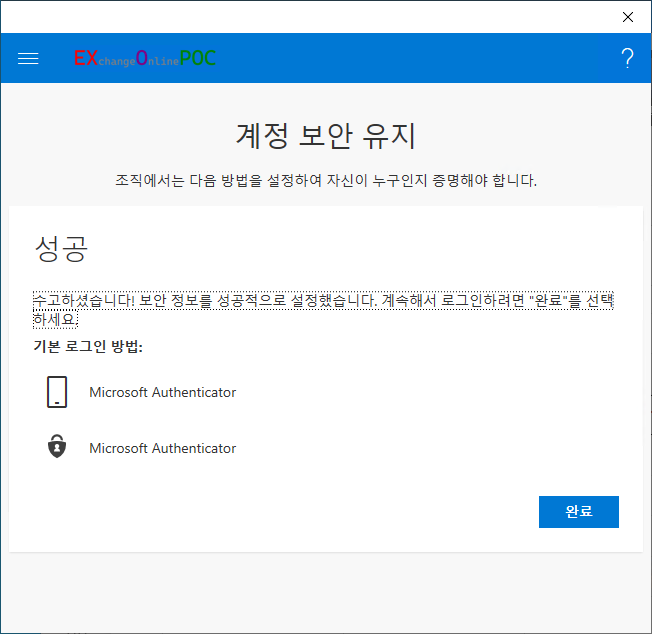 EXchangeOnlinePOC
?
계정 보안 유지
조직에서는 다음 방법을 설정하여 자신이 누구인지 증명해야 합니다.
성공
수고하셨습니다! 보안 정보를 성공적으로 설정했습니다. 계속해서 로그인하려면 "완료"를 선택
하세요.
기본 로그인 방법:
Microsoft Authenticator
Microsoft Authenticator
완료